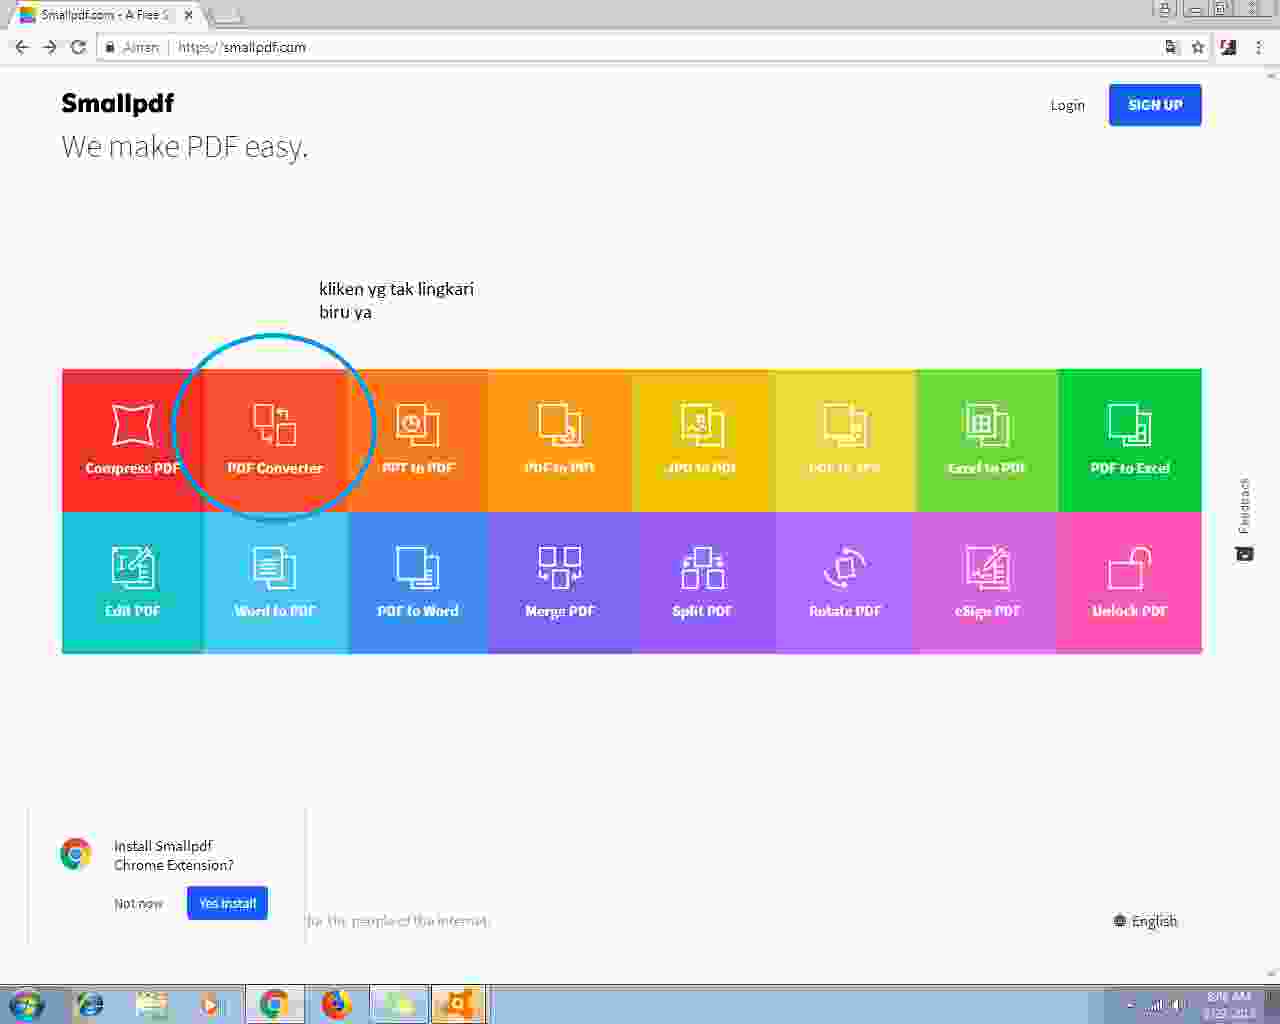 Smallpdf.com - A Free S
Aman
https://smallpdf.com
Smallpdf
Login
SIGN UP
We make PDF easy.
kliken yg tak lingkari
biru ya
Compress PDF
PDF Converter
PPT to PDF
PDF to PPT
JPG to PDF
PDF to JPG
Excel to PDF
PDF to Excel
Feedback
Edit PDF
Word to PDF
PDF to Word
Merge PDF
Split PDF
Rotate PDF
eSign PDF
Unlock PDF
Install Smallpdf
Chrome Extension?
Not now
Yes Install
for the people of the internet.
English
AM